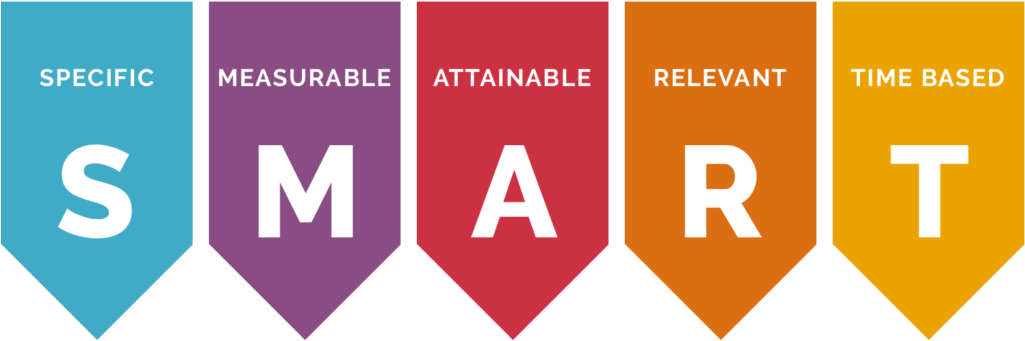 SPECIFIC
MEASURABLE
ATTAINABLE
RELEVANT
TIME BASED
S
M
A
R
T